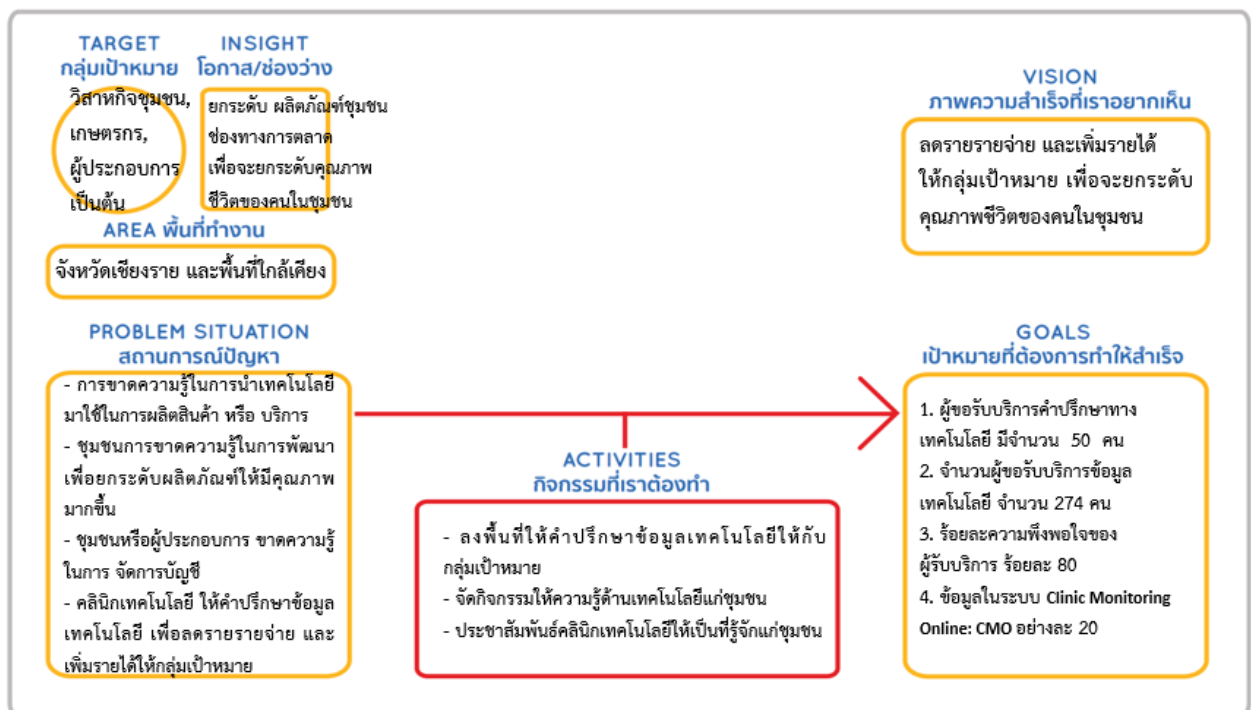 TARGET
กลุ่มเป้าหมาย
วิสาหกิจชุมชน,
เกษตรกร,
ผู้ประกอบการ
เป็นต้น
INSIGHT
โอกาส/ช่องว่าง
ยกระดับ ผลิตภัณฑ์ชุมชน
ช่องทางการตลาด
เพื่อจะยกระดับคุณภาพ
ชีวิตของคนในชุมชน
AREA พื้นที่ทำงาน
จังหวัดเชียงราย และพื้นที่ใกล้เคียง
VISION
ภาพความสำเร็จที่เราอยากเห็น
ลดรายรายจ่าย และเพิ่มรายได้
ให้กลุ่มเป้าหมาย เพื่อจะยกระดับ
คุณภาพชีวิตของคนในชุมชน
PROBLEM SITUATION
สถานการณ์ปัญหา
- การขาดความรู้ในการนำเทคโนโลยี
มาใช้ในการผลิตสินค้า หรือ บริการ
- ชุมชนการขาดความรู้ในการพัฒนา
เพื่อยกระดับผลิตภัณฑ์ให้มีคุณภาพ
มากขึ้น
- ชุมชนหรือผู้ประกอบการ ขาดความรู้
ในการ จัดการบัญชี
- คลินิกเทคโนโลยี ให้คำปรึกษาข้อมูล
เทคโนโลยี เพื่อลดรายรายจ่าย และ
เพิ่มรายได้ให้กลุ่มเป้าหมาย
ACTIVITIES
กิจกรรมที่เราต้องทำ
- ลงพื้นที่ให้คำปรึกษาข้อมูลเทคโนโลยีให้กับ
กลุ่มเป้าหมาย
- จัดกิจกรรมให้ความรู้ด้านเทคโนโลยีแก่ชุมชน
- ประชาสัมพันธ์คลินิกเทคโนโลยีให้เป็นที่รู้จักแก่ชุมชน
GOALS
เป้าหมายที่ต้องการทำให้สำเร็จ
1. ผู้ขอรับบริการคำปรึกษาทาง
เทคโนโลยี มีจำนวน 50 คน
2. จำนวนผู้ขอรับบริการข้อมูล
เทคโนโลยี จำนวน 274 คน
3. ร้อยละความพึงพอใจของ
ผู้รับบริการ ร้อยละ 80
4. ข้อมูลในระบบ Clinic Monitoring
Online: CMO อย่างละ 20